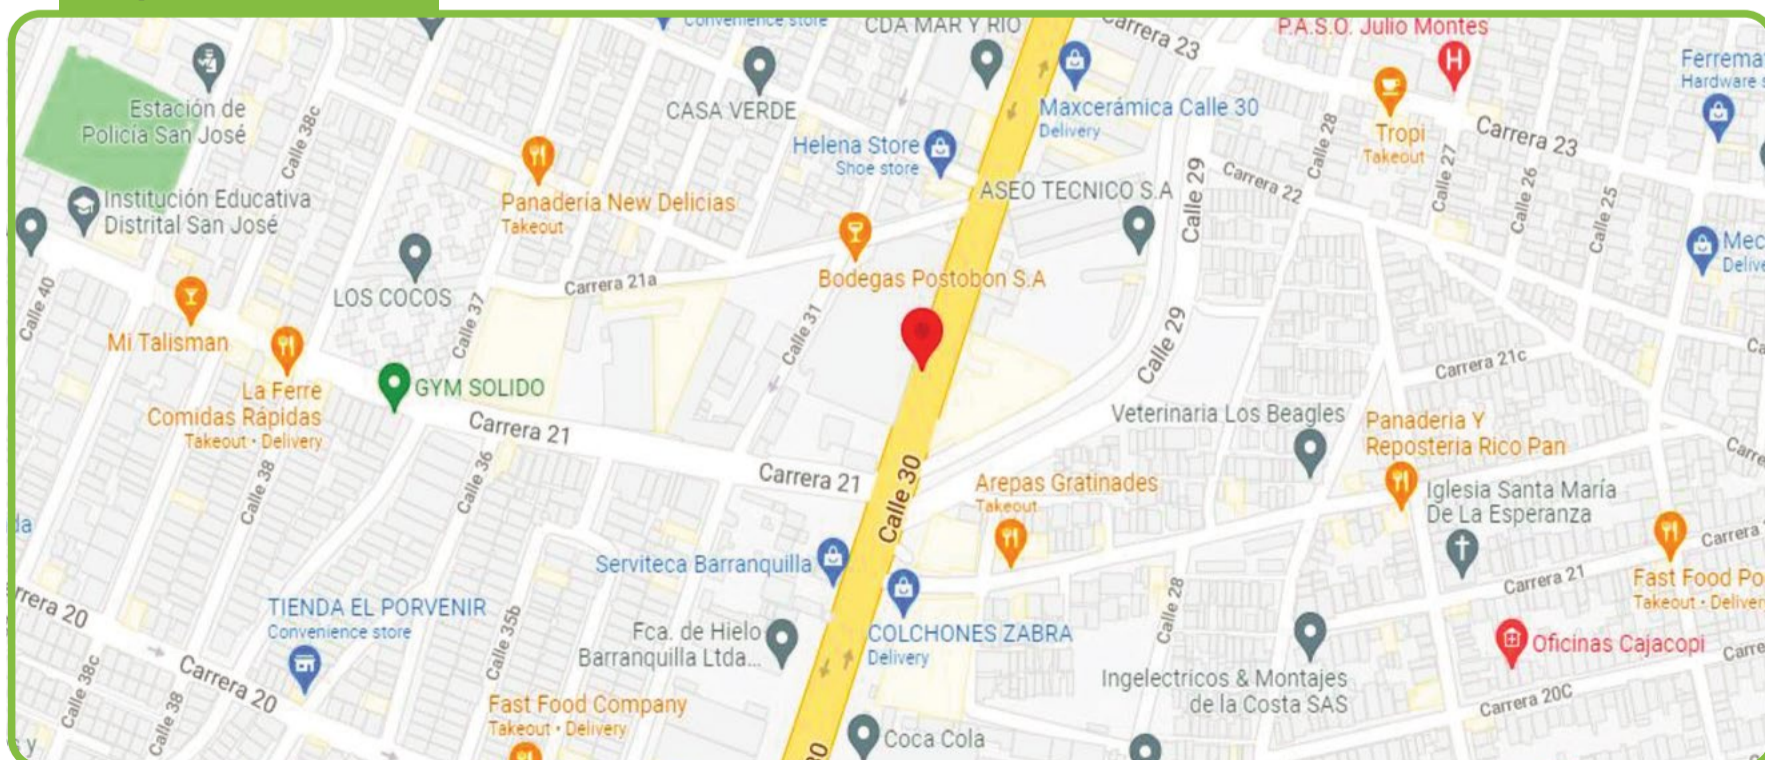 Convenience store
CDA MAR Y RIO
Carrera 23
P.A.S.O. Julio Montes
Hardware
Estación de
Policía San José
Calle 38c
CASA VERDE
Maxcerámica Calle 30
Delivery
Tropi
Takeout
Carrera 23
Calle 28
Calle 27
Calle 26
Calle 25
Helena Store
Shoe store
ASEO TECNICO S.A
Calle 29
Carrera 22
Institución Educativa
Distrital San José
Panadería New Delicias
Takeout
Calle 40
LOS COCOS
Carrera 21a
Bodegas Postobon S.A
Mi Talisman
Calle 37
Calle 31
Calle 29
Carrera 21c
La Ferre
Comidas Rápidas
Takeout • Delivery
GYM SOLIDO
Carrera 21
Carrera 21
Calle 30
Veterinaria Los Beagles
Panaderia Y
Reposteria Rico Pan
Calle 38
Calle 36
Arepas Gratinades
Takeout
Iglesia Santa María
De La Esperanza
Serviteca Barranquilla
Carrera
Carrera 21
Fast Food
Takeout • 
Carrera 20
TIENDA EL PORVENIR
Convenience store
Calle 35b
Fca. de Hielo
Barranquilla Ltda...
COLCHONES ZABRA
Delivery
Calle 28
Oficinas Cajacopi
Calle 38c
Calle 38
Carrera 20
Ingelectricos & Montajes
de la Costa SAS
Carrera 20C
Fast Food Company
Takeout • Delivery
Coca Cola
30